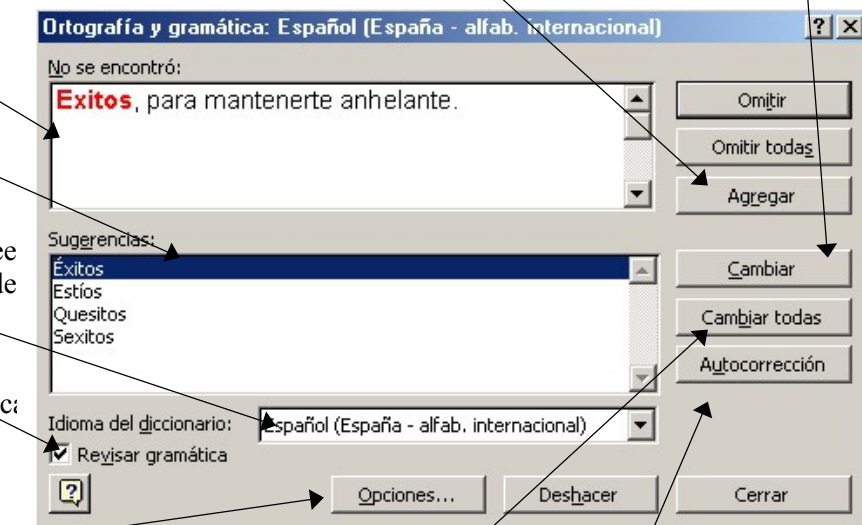 Ortografía y gramática: Español (España - alfab. internacional)
No se encontró:
Exitos, para mantenerte anhelante.
Omitir
Omitir todas
Agregar
Sugerencias:
Éxitos
Estíos
Quesitos
Sexitos
Cambiar
Cambiar todas
Autocorrección
Idioma del diccionario: Español (España - alfab. internacional)
Revisar gramática
Opciones... Deshacer Cerrar